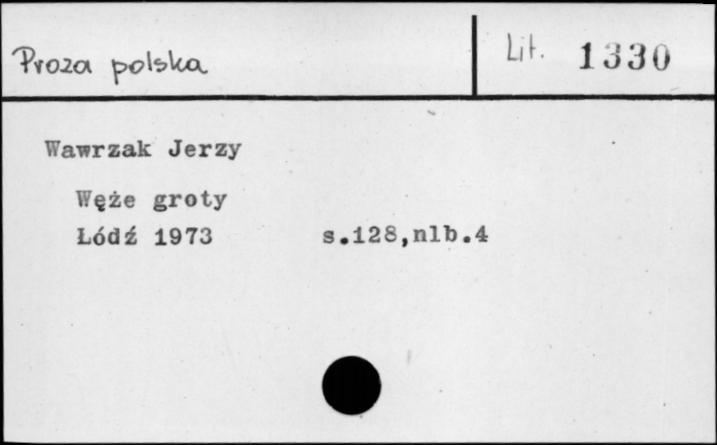 Proza polska
Lit. 1330
Wawrzak Jerzy
Węże groty
Łódź 1973 s.128,nlb.4